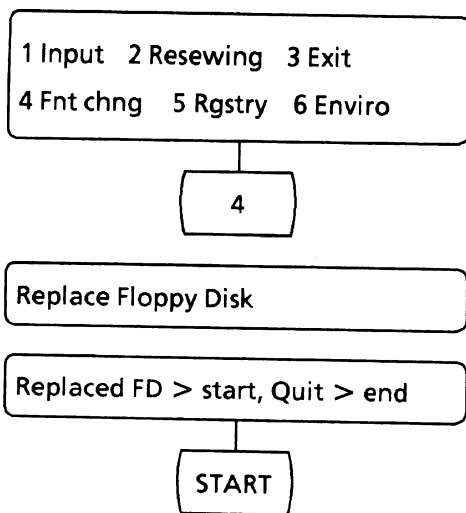 1 Input 2 Resewing 3 Exit
4 Fnt chng 5 Rgstry 6 Enviro
4
Replace Floppy Disk
Replaced FD > start, Quit > end
START